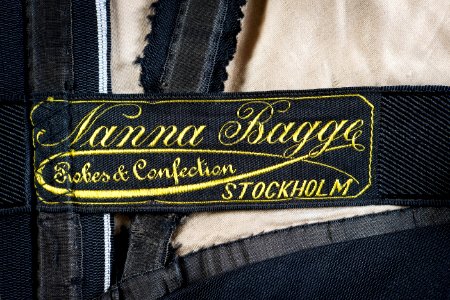 Nanna Bagge
Robes & Confection
STOCKHOLM